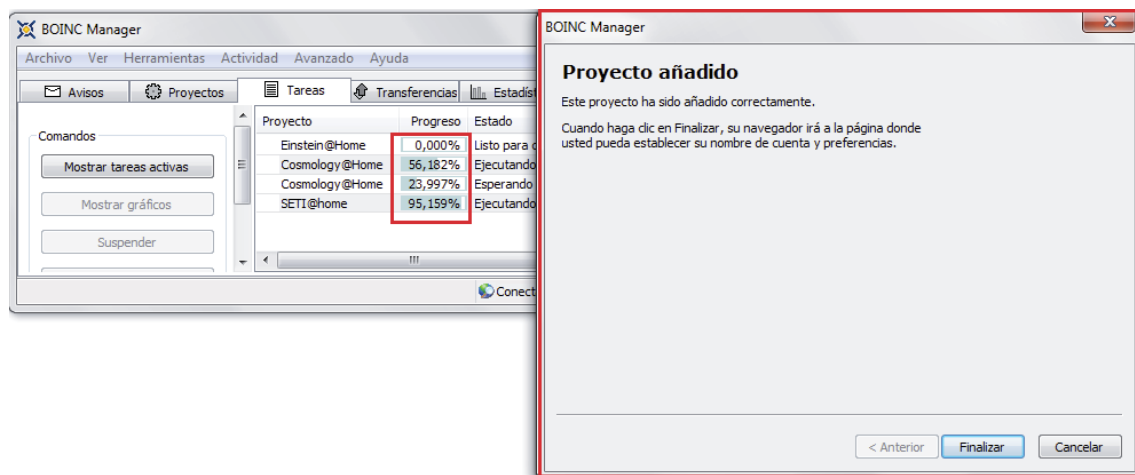 BOINC Manager
Archivo Ver Herramientas Actividad Avanzado Ayuda
Avisos Proyectos Tareas Transferencias Estadíst
Comandos
Mostrar tareas activas
Mostrar gráficos
Suspender
Proyecto Progreso Estado
Einstein@Home 0,000% Listo para
Cosmology@Home 56,182% Ejecutando
Cosmology@Home 23,997% Esperando
SETI@home 95,159% Ejecutando
Conect
BOINC Manager
Proyecto añadido
Este proyecto ha sido añadido correctamente.
Cuando haga clic en Finalizar, su navegador irá a la página donde
usted pueda establecer su nombre de cuenta y preferencias.
< Anterior Finalizar Cancelar